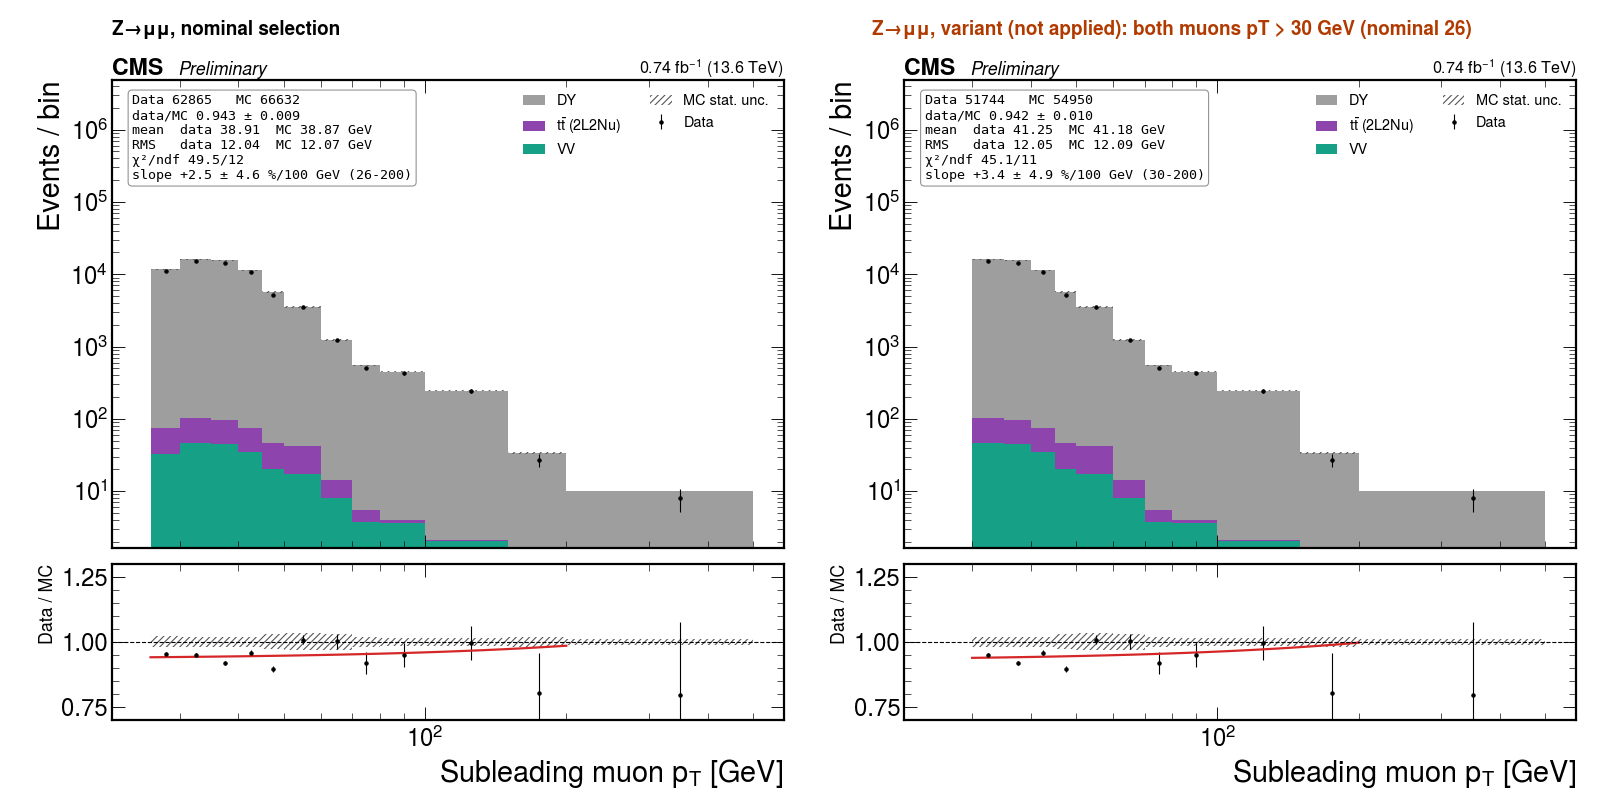 Z→μμ, nominal selection
CMS Preliminary 0.74 fb⁻¹ (13.6 TeV)
Events / bin
10⁶
10⁵
10⁴
10³
10²
10¹
Data 62865 MC 66632
data/MC 0.943 ± 0.009
mean data 38.91 MC 38.87 GeV
RMS data 12.04 MC 12.07 GeV
χ²/ndf 49.5/12
slope +2.5 ± 4.6 %/100 GeV (26-200)
DY
tt̄ (2L2Nu)
VV
MC stat. unc.
Data
Data / MC
1.25
1.00
0.75
10²
Subleading muon p_T [GeV]
Z→μμ, variant (not applied): both muons pT > 30 GeV (nominal 26)
CMS Preliminary 0.74 fb⁻¹ (13.6 TeV)
Events / bin
10⁶
10⁵
10⁴
10³
10²
10¹
Data 51744 MC 54950
data/MC 0.942 ± 0.010
mean data 41.25 MC 41.18 GeV
RMS data 12.05 MC 12.09 GeV
χ²/ndf 45.1/11
slope +3.4 ± 4.9 %/100 GeV (30-200)
DY
tt̄ (2L2Nu)
VV
MC stat. unc.
Data
Data / MC
1.25
1.00
0.75
10²
Subleading muon p_T [GeV]